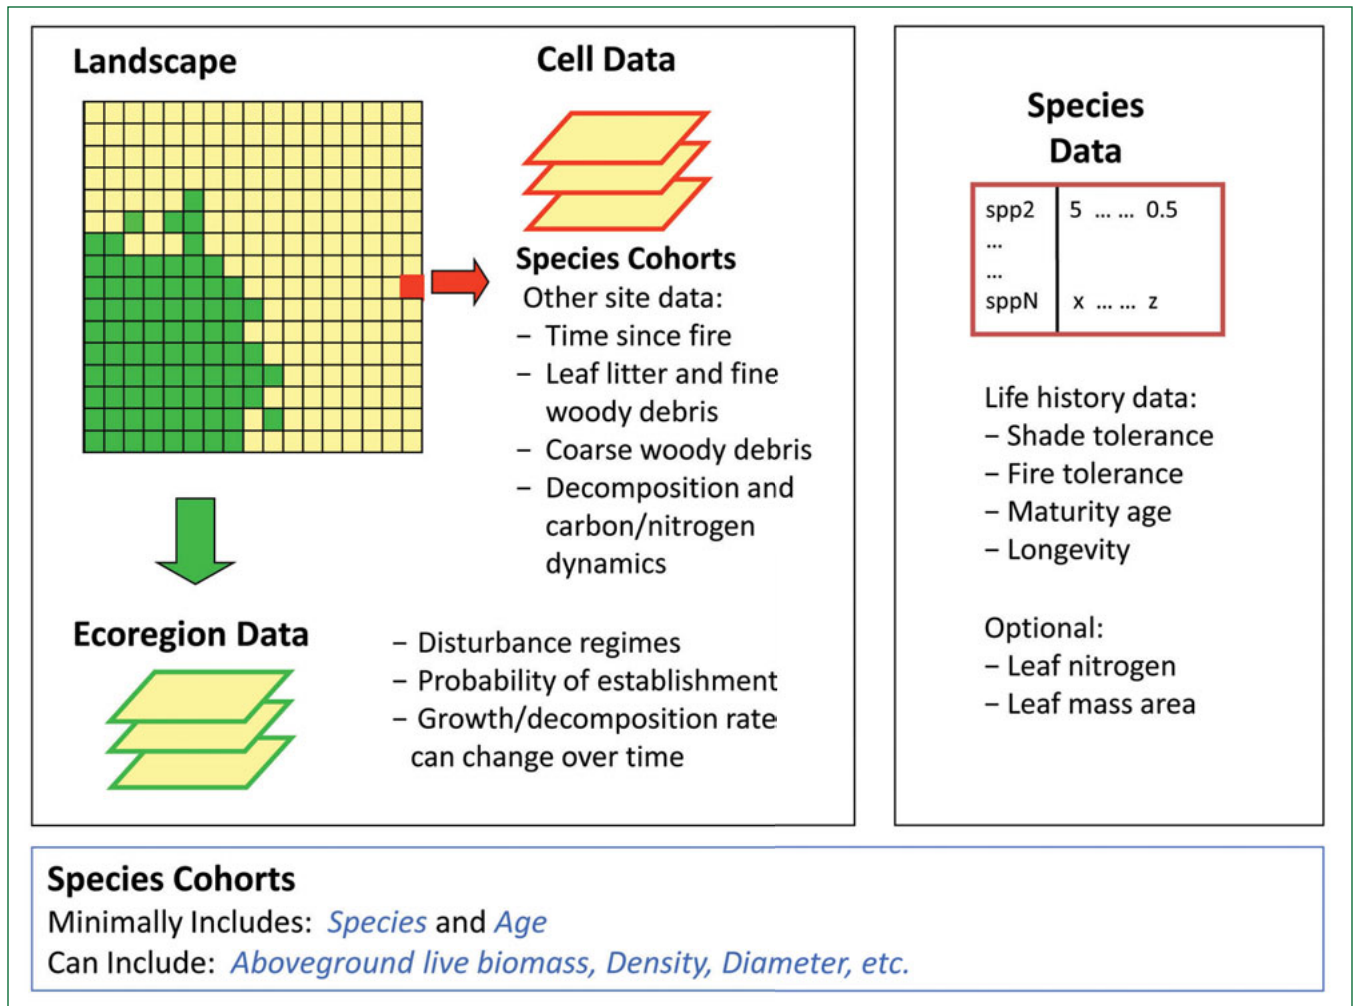 Landscape
Cell Data
Species Cohorts
Other site data:
– Time since fire
– Leaf litter and fine
woody debris
– Coarse woody debris
– Decomposition and
carbon/nitrogen
dynamics
Ecoregion Data
– Disturbance regimes
– Probability of establishment
– Growth/decomposition rate
can change over time
Species
Data
spp2 5 ... ... 0.5
...
...
sppN x ... ... z
Life history data:
– Shade tolerance
– Fire tolerance
– Maturity age
– Longevity
Optional:
– Leaf nitrogen
– Leaf mass area
Species Cohorts
Minimally Includes: Species and Age
Can Include: Aboveground live biomass, Density, Diameter, etc.